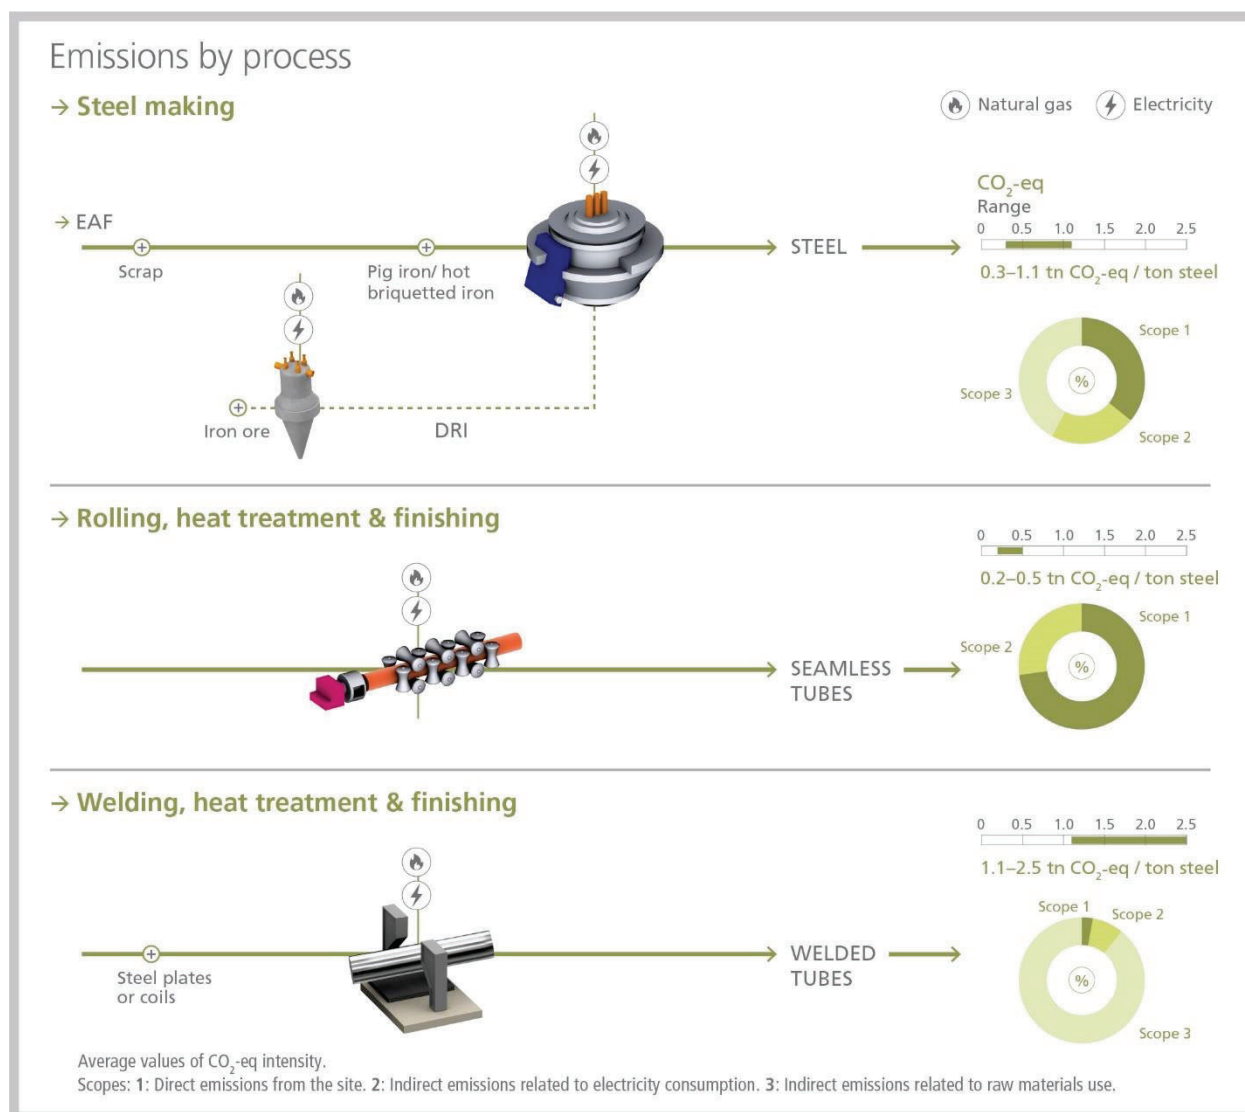 Emissions by process
→ Steel making
Natural gas
Electricity
→ EAF
Scrap
Pig iron/ hot
briquetted iron
STEEL
CO₂-eq
Range
0 0.5 1.0 1.5 2.0 2.5
0.3–1.1 tn CO₂-eq / ton steel
Scope 1
Scope 3
%
Scope 2
Iron ore
DRI
→ Rolling, heat treatment & finishing
0 0.5 1.0 1.5 2.0 2.5
0.2–0.5 tn CO₂-eq / ton steel
Scope 1
Scope 2
%
SEAMLESS
TUBES
→ Welding, heat treatment & finishing
0 0.5 1.0 1.5 2.0 2.5
1.1–2.5 tn CO₂-eq / ton steel
Scope 1
Scope 2
%
Scope 3
Steel plates
or coils
WELDED
TUBES
Average values of CO₂-eq intensity.
Scopes: 1: Direct emissions from the site. 2: Indirect emissions related to electricity consumption. 3: Indirect emissions related to raw materials use.